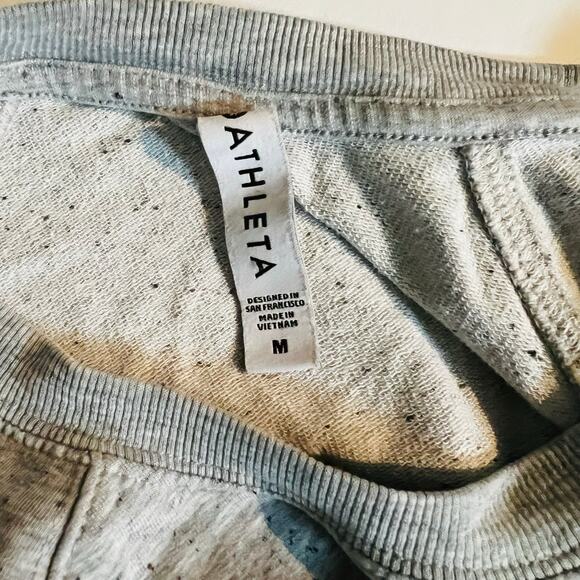 ATHLETA
DESIGNED IN
SAN FRANCISCO
MADE IN
VIETNAM
M